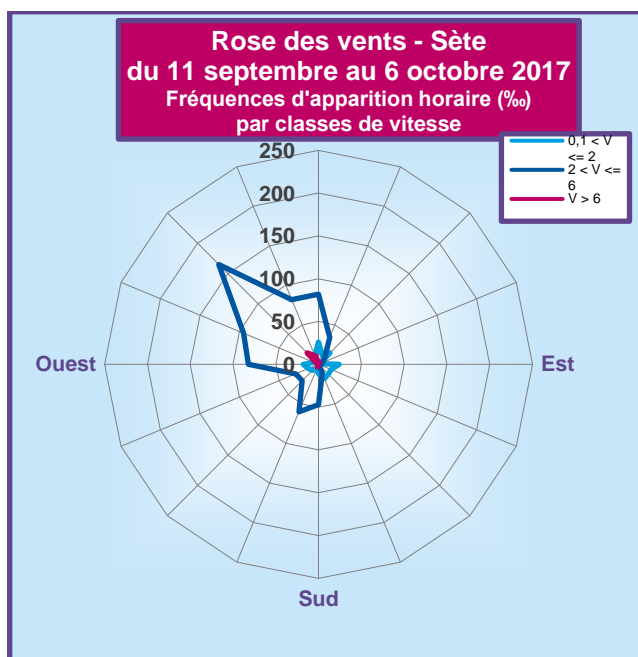 Rose des vents - Sète
du 11 septembre au 6 octobre 2017
Fréquences d'apparition horaire (‰)
par classes de vitesse
0,1 < V
<= 2
2 < V <=
6
V > 6
250
200
150
100
50
0
Ouest
Est
Sud